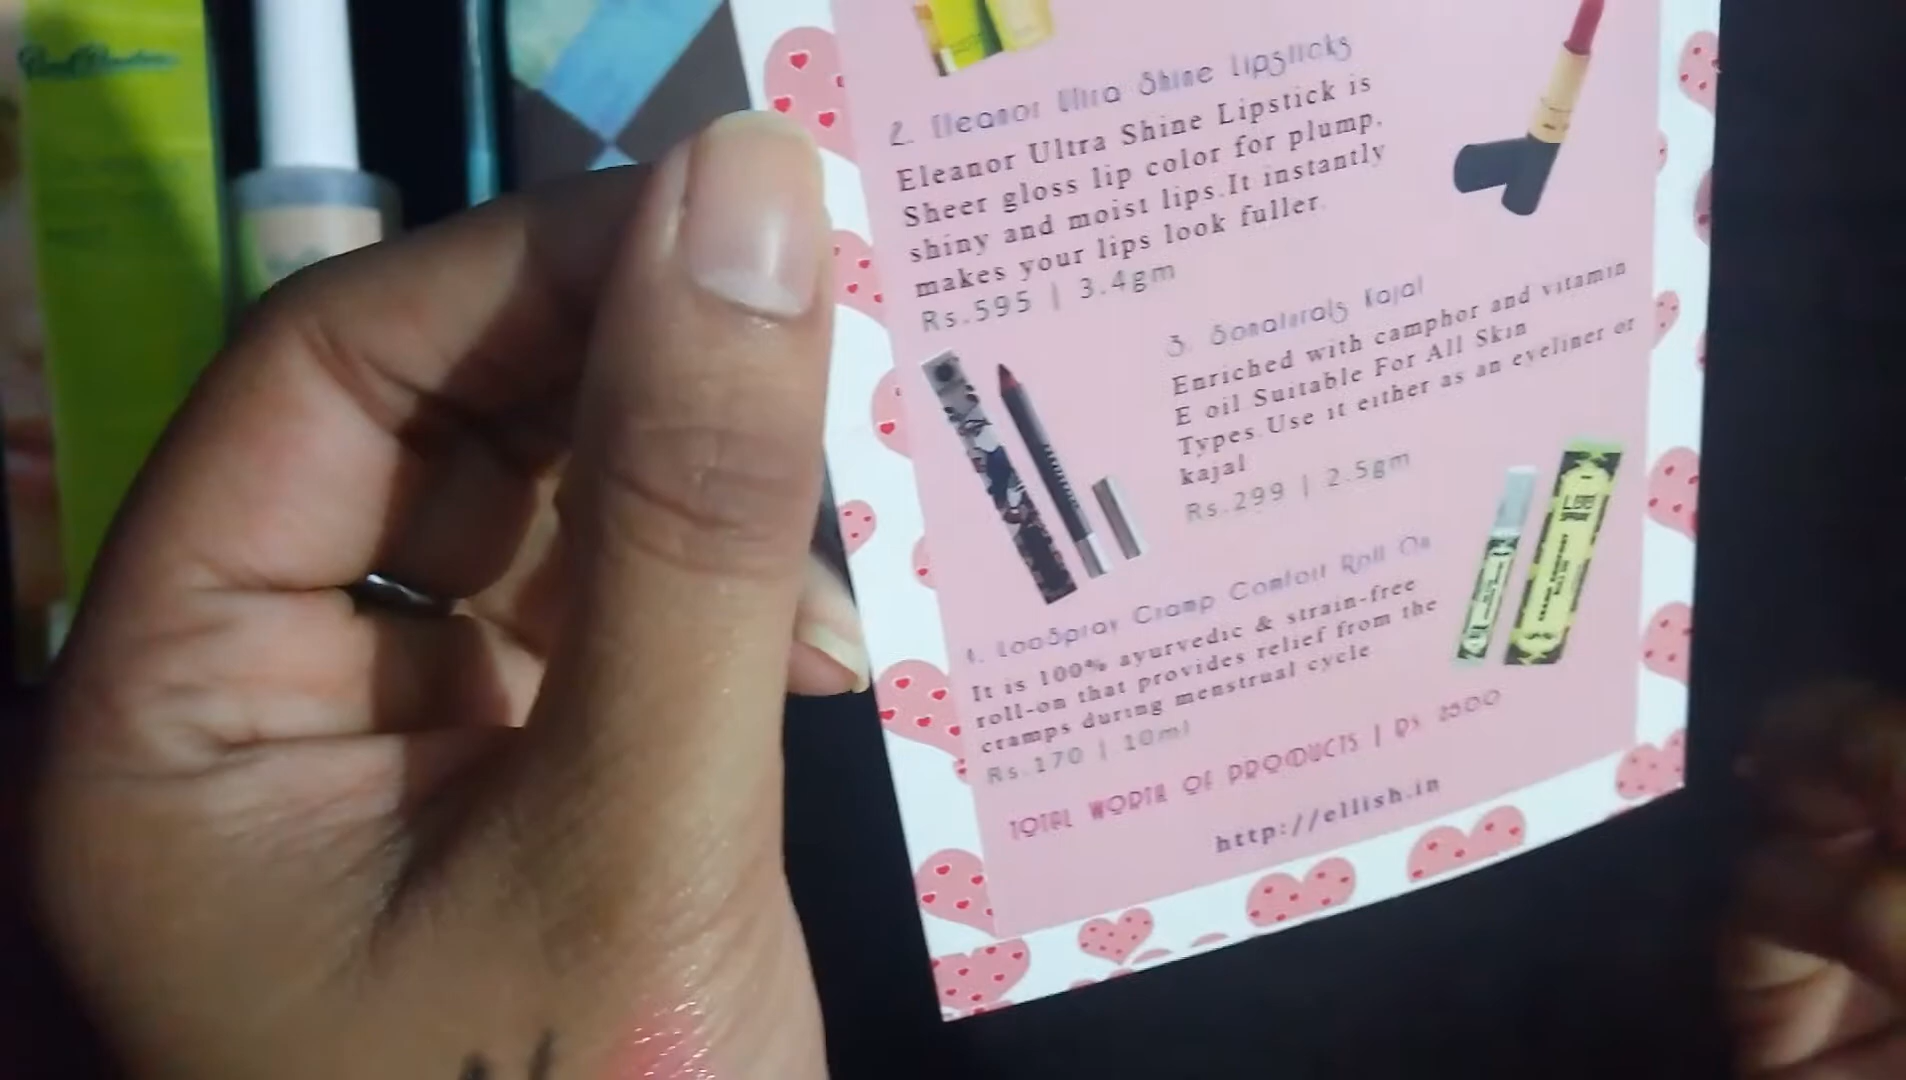 2. Eleanor Ultra Shine Lipsticks
Eleanor Ultra Shine Lipstick is
Sheer gloss lip color for plump,
shiny and moist lips.It instantly
makes your lips look fuller.
Rs.595 | 3.4gm
3. Kajal
Enriched with camphor and vitamin
E oil Suitable For All Skin
Types.Use it either as an eyeliner or
kajal
Rs.299 | 2.5gm
4. LooSpray Cramp Comfort Roll On
It is 100% ayurvedic & strain-free
roll-on that provides relief from the
cramps during menstrual cycle
Rs.170 | 10ml
TOTAL WORTH OF PRODUCTS | Rs.
http://ellish.in